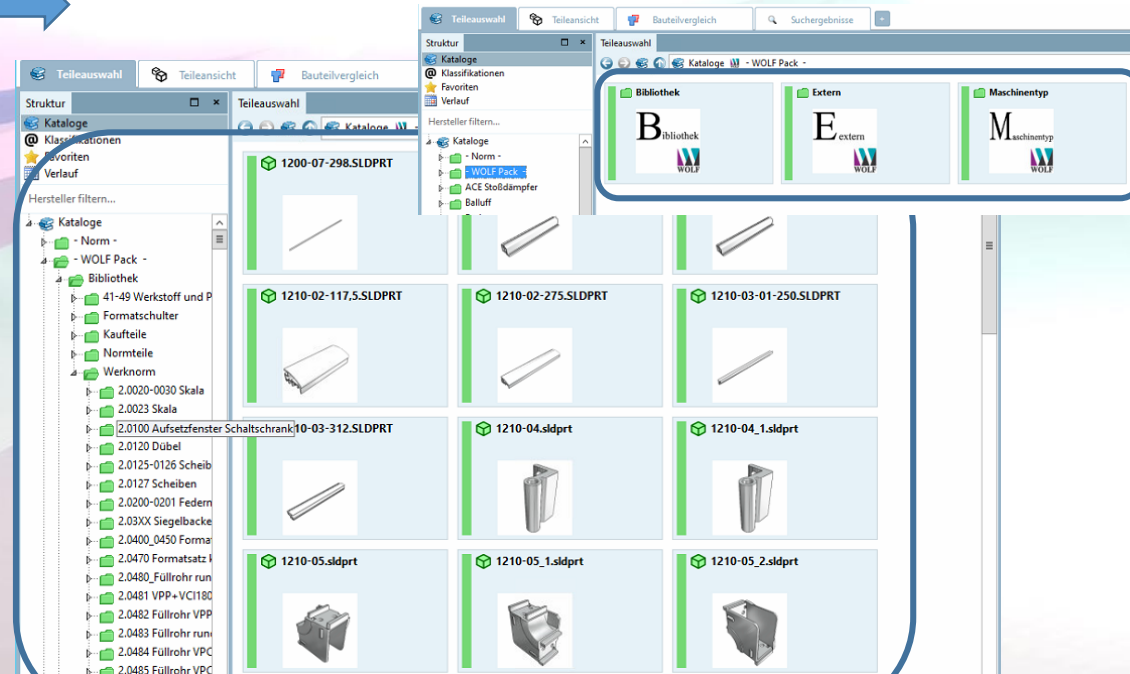 Teileauswahl
Teileansicht
Bauteilvergleich
Suchergebnisse
Struktur
Teileauswahl
Kataloge
Klassifikationen
Favoriten
Verlauf
Kataloge
- WOLF Pack -
Hersteller filtern...
Kataloge
- Norm -
- WOLF Pack -
ACE Stoßdämpfer
Balluff
Bibliothek
Bibliothek
WOLF
Extern
Extern
WOLF
Maschinentyp
Maschinentyp
WOLF
Teileauswahl
Teileansicht
Bauteilvergleich
Struktur
Teileauswahl
Kataloge
Klassifikationen
Favoriten
Verlauf
Kataloge
Hersteller filtern...
Kataloge
- Norm -
- WOLF Pack -
Bibliothek
41-49 Werkstoff und P
Formatschulter
Kaufteile
Normteile
Werknorm
2.0020-0030 Skala
2.0023 Skala
2.0100 Aufsetzfenster Schaltschrank
2.0120 Dübel
2.0125-0126 Scheib
2.0127 Scheiben
2.0200-0201 Federn
2.03XX Siegelbacke
2.0400_0450 Forma
2.0470 Formatsatz
2.0480_Füllrohr run
2.0481 VPP+VCI180
2.0482 Füllrohr VPP
2.0483 Füllrohr run
2.0484 Füllrohr VPC
2.0485 Füllrohr VPC
1200-07-298.SLDPRT
1210-02-117,5.SLDPRT
1210-02-275.SLDPRT
1210-03-01-250.SLDPRT
10-03-312.SLDPRT
1210-04.sldprt
1210-04_1.sldprt
1210-05.sldprt
1210-05_1.sldprt
1210-05_2.sldprt